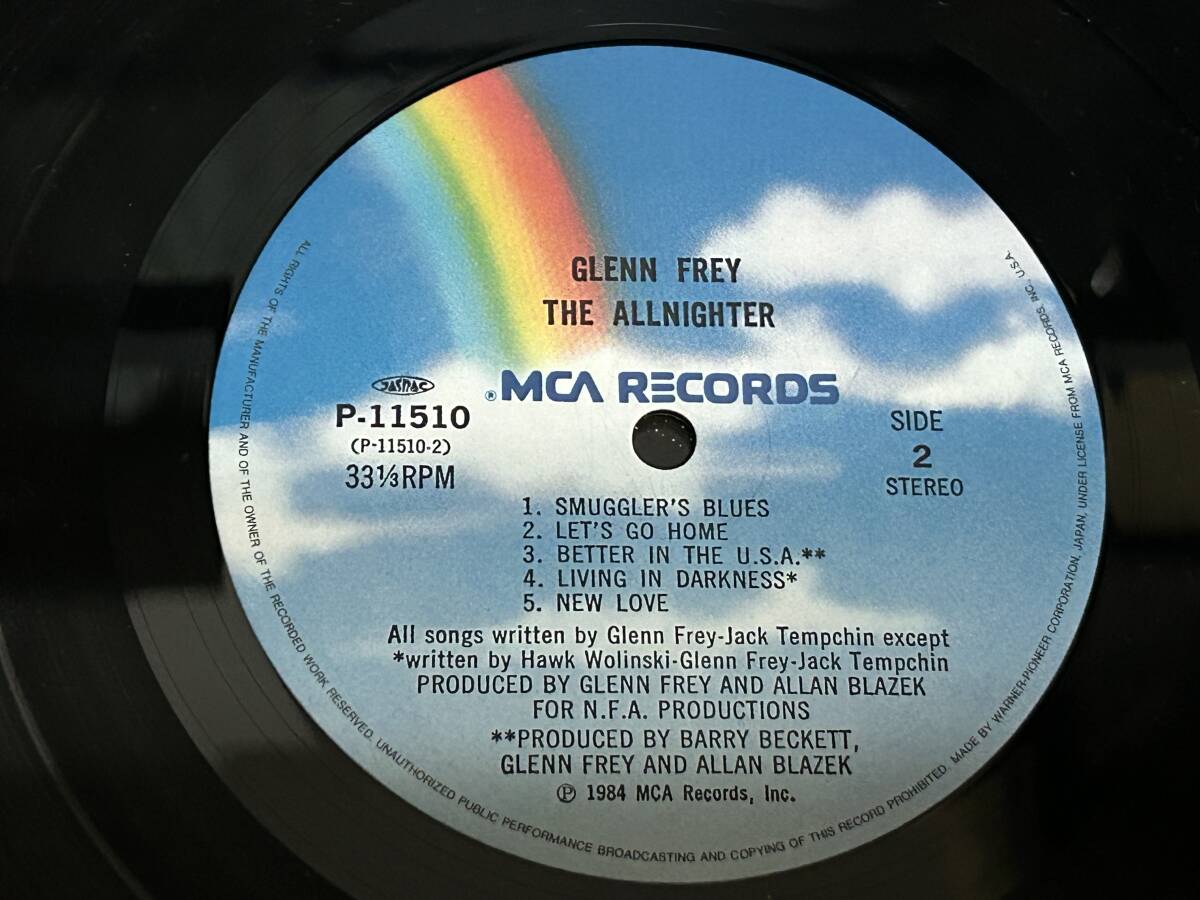 GLENN FREY
THE ALLNIGHTER
JASRAC
® MCA RECORDS
P-11510
(P-11510-2)
33 1/3 RPM
SIDE
2
STEREO
1. SMUGGLER'S BLUES
2. LET'S GO HOME
3. BETTER IN THE U.S.A.**
4. LIVING IN DARKNESS*
5. NEW LOVE
All songs written by Glenn Frey-Jack Tempchin except
*written by Hawk Wolinski-Glenn Frey-Jack Tempchin
PRODUCED BY GLENN FREY AND ALLAN BLAZEK
FOR N.F.A. PRODUCTIONS
**PRODUCED BY BARRY BECKETT,
GLENN FREY AND ALLAN BLAZEK
Ⓟ 1984 MCA Records, Inc.
ALL RIGHTS OF THE MANUFACTURER AND OF THE OWNER OF THE RECORDED WORK RESERVED. UNAUTHORIZED PUBLIC PERFORMANCE BROADCASTING AND COPYING OF THIS RECORD PROHIBITED. MADE BY WARNER-PIONEER CORPORATION, JAPAN, UNDER LICENSE FROM MCA RECORDS, INC., U.S.A.